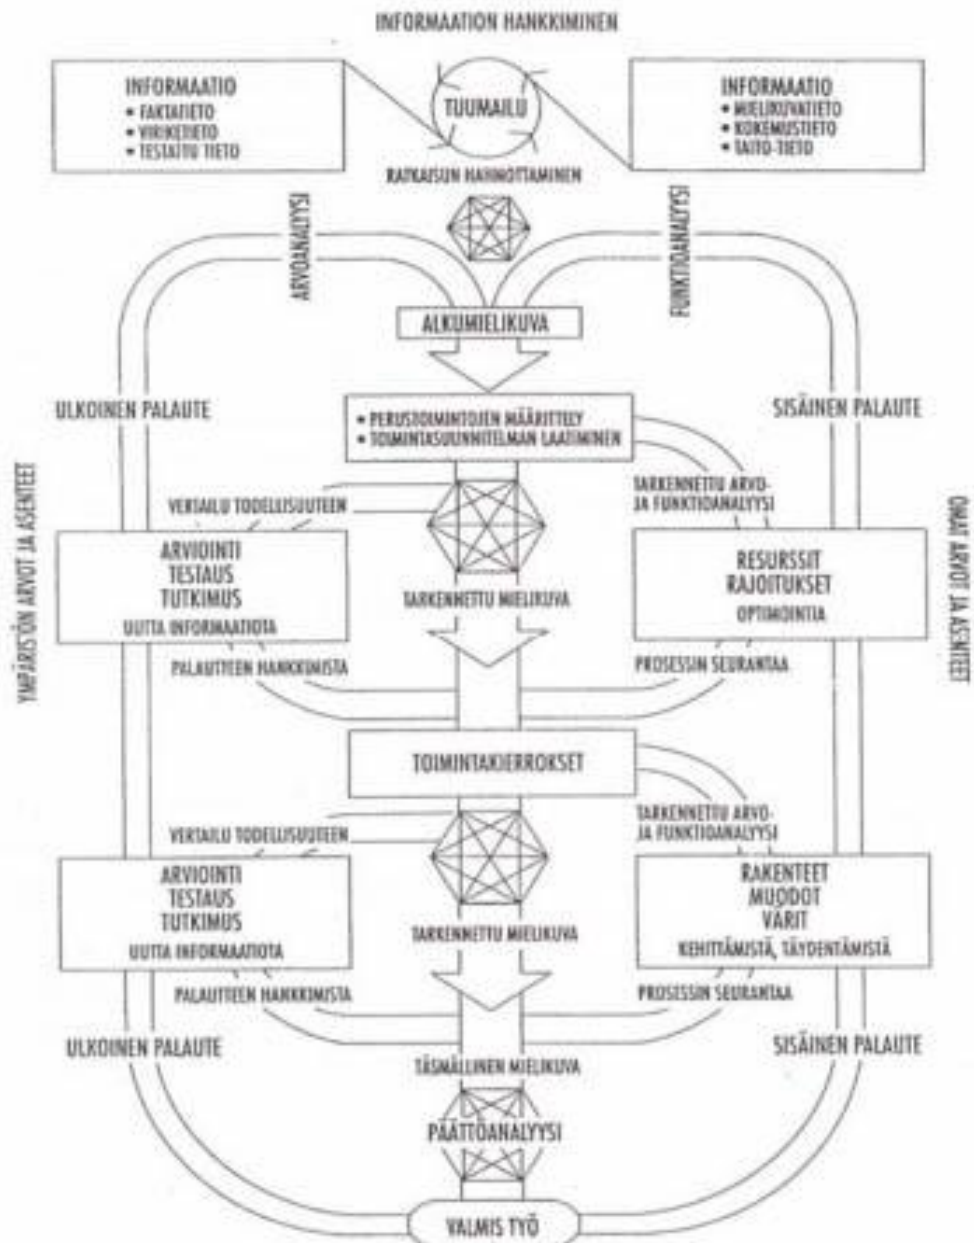 INFORMAATION HANKKIMINEN
INFORMAATIO
• FAKTATIETO
• VIRIKETIETO
• TESTATTU TIETO
TUUMAILU
INFORMAATIO
• MIELIKUVATIETO
• KOKEMUSTIETO
• TAITO-TIETO
RATKAISUN HAHMOTTAMINEN
ARVOANALYYSI
FUNKTIOANALYYSI
ALKUMIELIKUVA
ULKOINEN PALAUTE
SISÄINEN PALAUTE
• PERUSTOIMINTOJEN MÄÄRITTELY
• TOIMINTASUUNNITELMAN LAATIMINEN
YMPÄRISTÖN ARVOT JA ASENTEET
OMAT ARVOT JA ASENTEET
VERTAILU TODELLISUUTEEN
TARKENNETTU ARVO-
JA FUNKTIOANALYYSI
ARVIOINTI
TESTAUS
TUTKIMUS
UUTTA INFORMAATIOTA
TARKENNETTU MIELIKUVA
RESURSSIT
RAJOITUKSET
OPTIMOINTIA
PALAUTTEEN HANKKIMISTA
PROSESSIN SEURANTAA
TOIMINTAKIERROKSET
VERTAILU TODELLISUUTEEN
TARKENNETTU ARVO-
JA FUNKTIOANALYYSI
ARVIOINTI
TESTAUS
TUTKIMUS
UUTTA INFORMAATIOTA
TARKENNETTU MIELIKUVA
RAKENTEET
MUODOT
VÄRIT
KEHITTÄMISTÄ, TÄYDENTÄMISTÄ
PALAUTTEEN HANKKIMISTA
PROSESSIN SEURANTAA
ULKOINEN PALAUTE
SISÄINEN PALAUTE
TÄSMÄLLINEN MIELIKUVA
PÄÄTTÖANALYYSI
VALMIS TYÖ